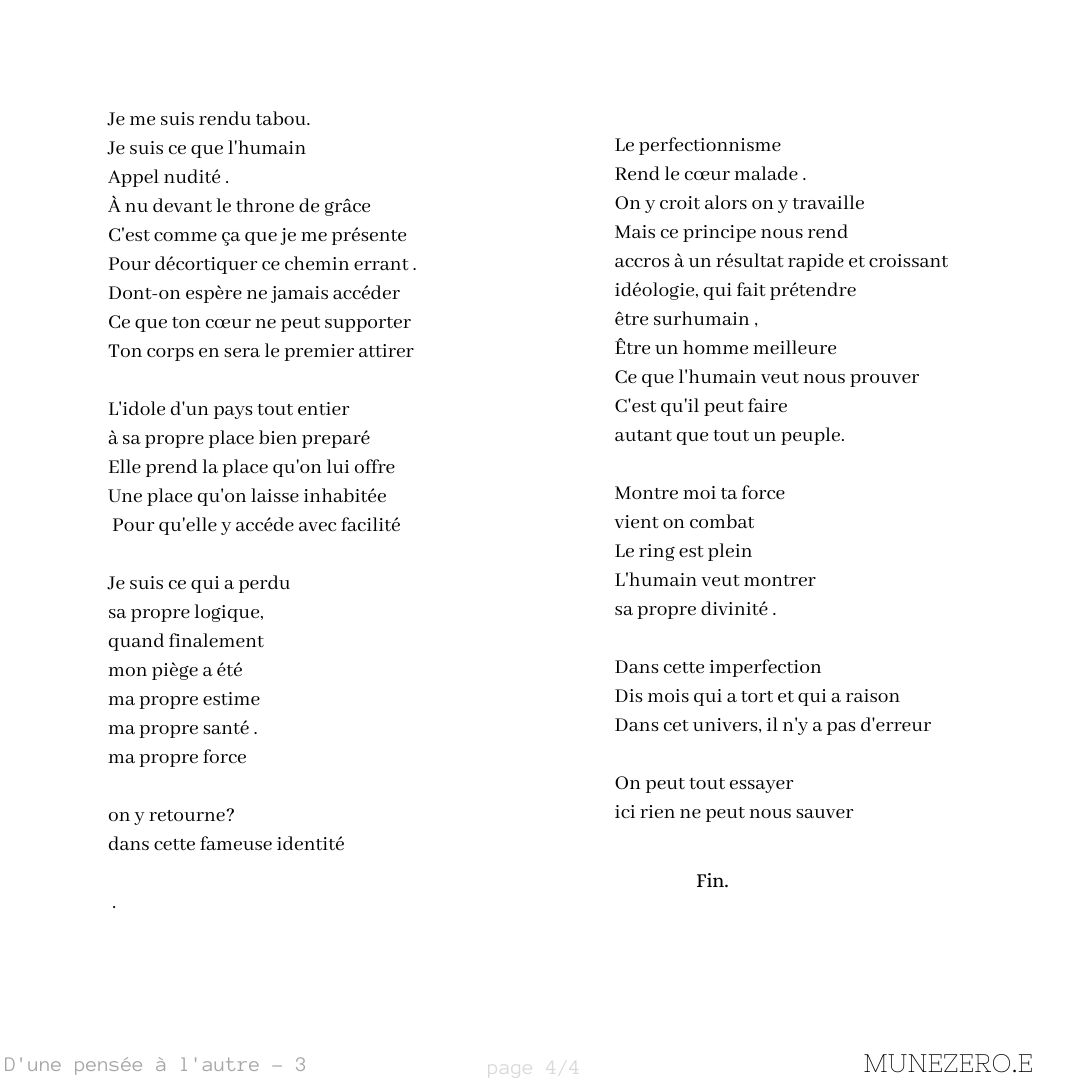 Je me suis rendu tabou.
Je suis ce que l'humain
Appel nudité .
À nu devant le throne de grâce
C'est comme ça que je me présente
Pour décortiquer ce chemin errant .
Dont-on espère ne jamais accéder
Ce que ton cœur ne peut supporter
Ton corps en sera le premier attirer
L'idole d'un pays tout entier
à sa propre place bien preparé
Elle prend la place qu'on lui offre
Une place qu'on laisse inhabitée
Pour qu'elle y accéde avec facilité
Je suis ce qui a perdu
sa propre logique,
quand finalement
mon piège a été
ma propre estime
ma propre santé .
ma propre force
on y retourne?
dans cette fameuse identité
.
Le perfectionnisme
Rend le cœur malade .
On y croit alors on y travaille
Mais ce principe nous rend
accros à un résultat rapide et croissant
idéologie, qui fait prétendre
être surhumain ,
Être un homme meilleure
Ce que l'humain veut nous prouver
C'est qu'il peut faire
autant que tout un peuple.
Montre moi ta force
vient on combat
Le ring est plein
L'humain veut montrer
sa propre divinité .
Dans cette imperfection
Dis mois qui a tort et qui a raison
Dans cet univers, il n'y a pas d'erreur
On peut tout essayer
ici rien ne peut nous sauver
Fin.
D'une pensée à l'autre – 3
page 4/4
MUNEZERO.E